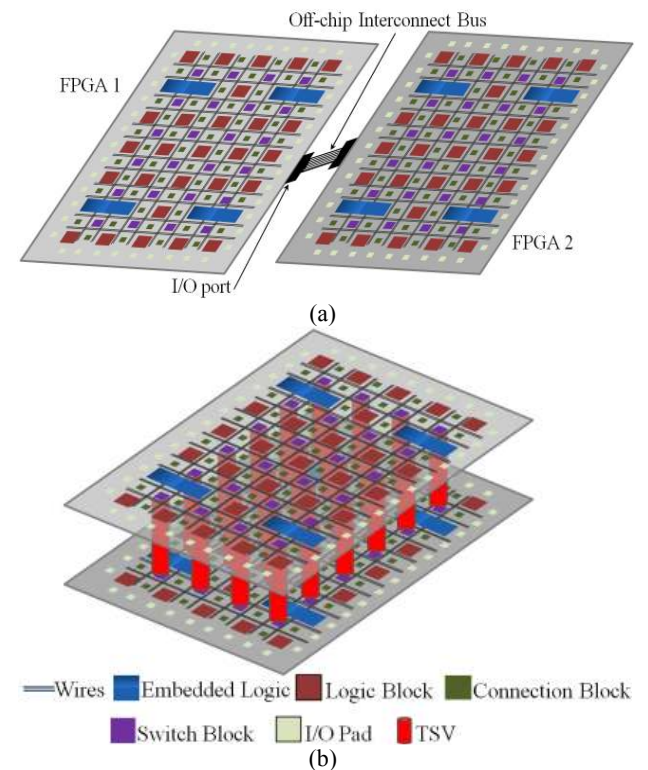 Off-chip Interconnect Bus
FPGA 1
FPGA 2
I/O port
(a)
Wires Embedded Logic Logic Block Connection Block
Switch Block I/O Pad TSV
(b)